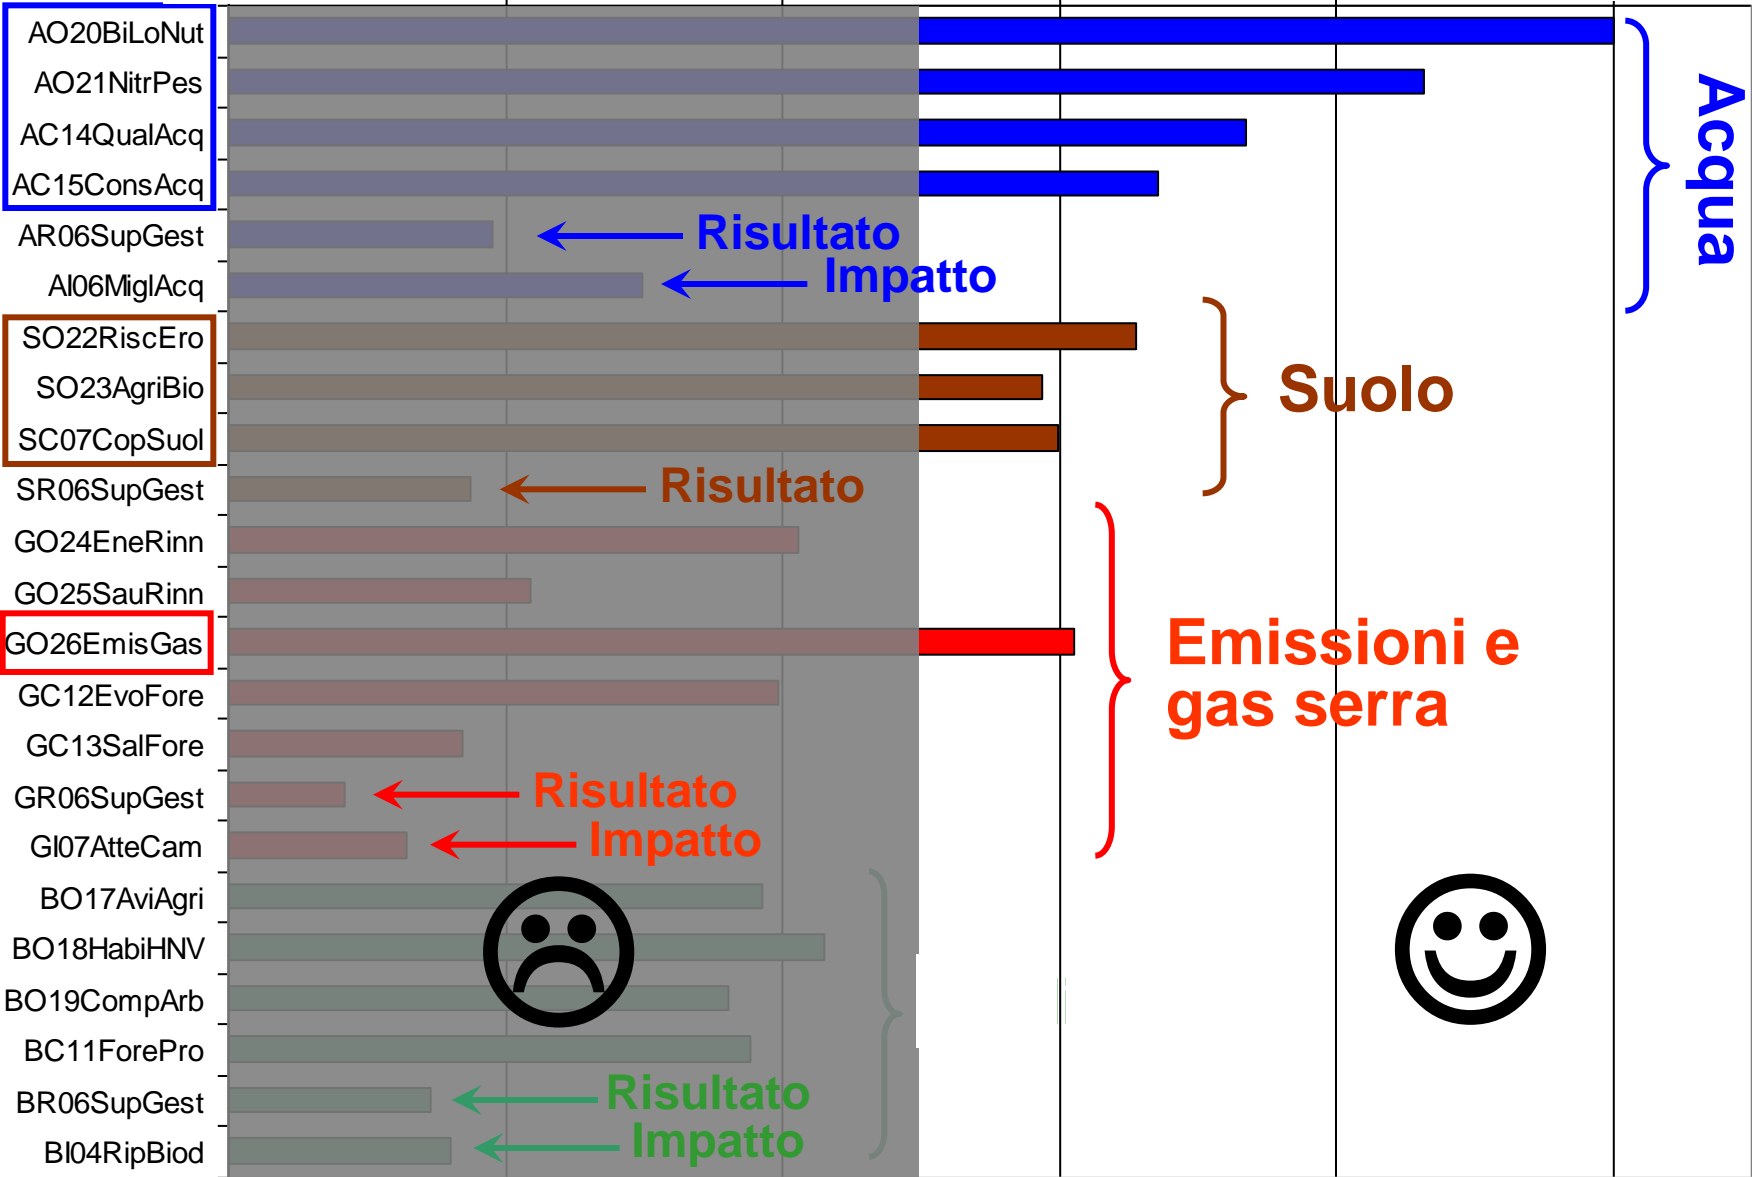 AO20BiLoNut
AO21NitrPes
AC14QualAcq
AC15ConsAcq
AR06SupGest
Risultato
AI06MiglAcq
Impatto
Acqua
SO22RiscEro
SO23AgriBio
SC07CopSuol
Suolo
SR06SupGest
Risultato
GO24EneRinn
GO25SauRinn
GO26EmisGas
Emissioni e
gas serra
GC12EvoFore
GC13SalFore
GR06SupGest
Risultato
GI07AtteCam
Impatto
BO17AviAgri
BO18HabiHNV
BO19CompArb
BC11ForePro
BR06SupGest
Risultato
BI04RipBiod
Impatto